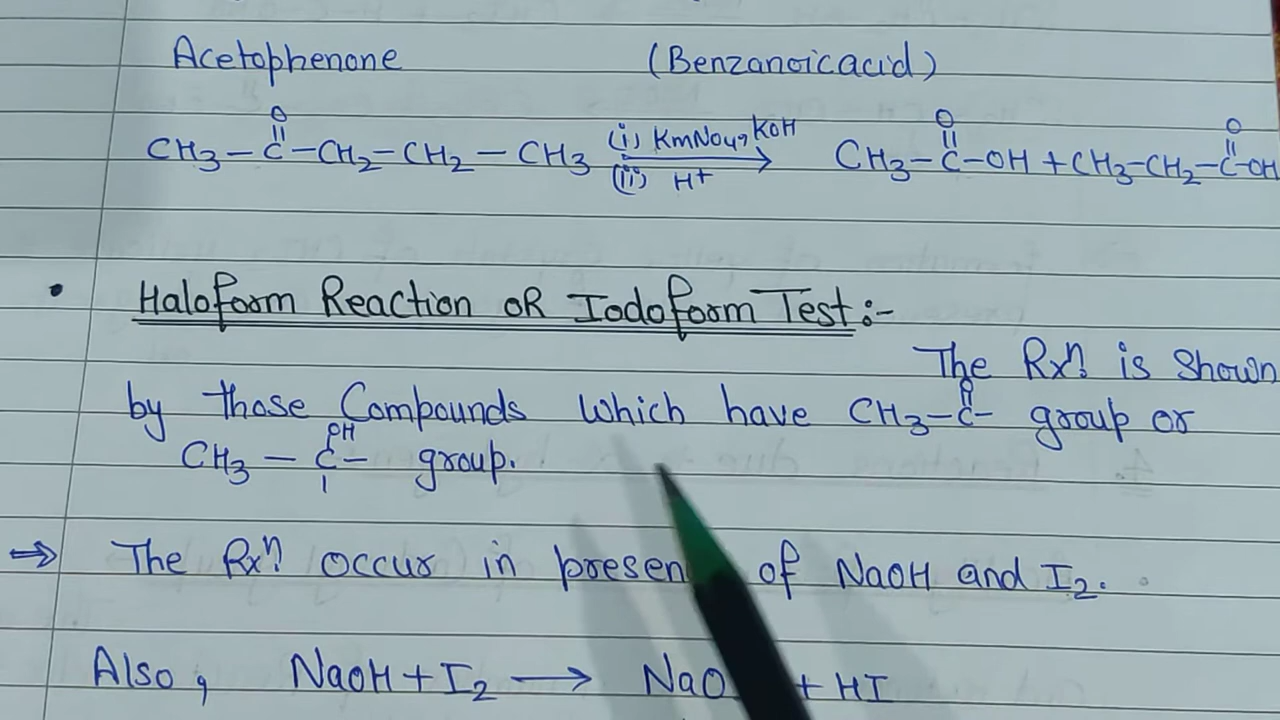 Acetophenone (Benzanoicacid)
CH3-C(=O)-CH2-CH2-CH3 (i) KmNo4, KOH (ii) H+ → CH3-C(=O)-OH + CH3-CH2-C(=O)-OH
• Haloform Reaction OR Iodoform Test:-
The Rxn. is Shown
by those Compounds which have CH3-C(=O)- group or
CH3-C(OH)- group.
⇒ The Rxn. occur in presen of NaOH and I2.
Also, NaOH + I2 → NaO + HI